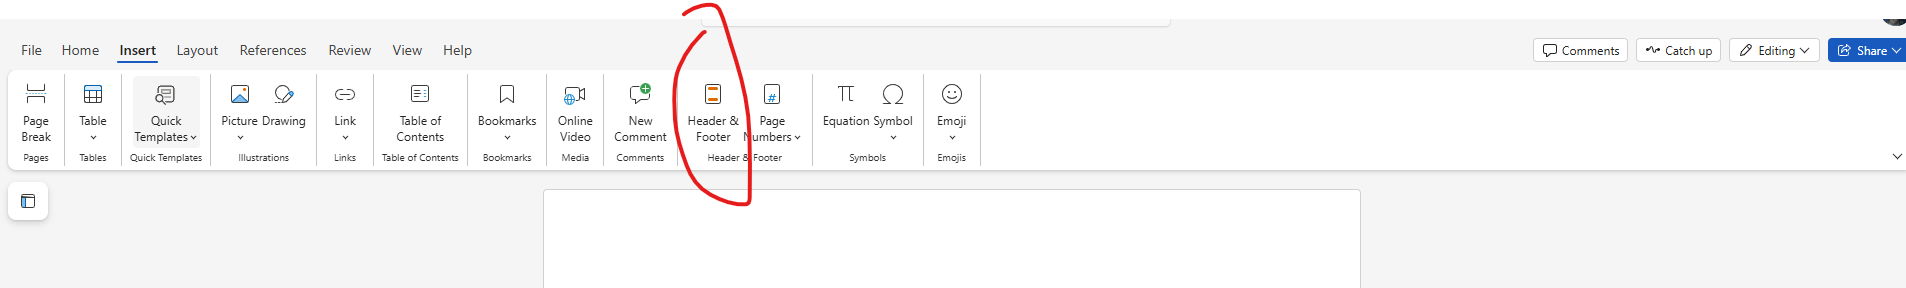 File Home Insert Layout References Review View Help
Comments Catch up Editing Share
Page Break
Table
Quick Templates
Picture Drawing
Link
Table of Contents
Bookmarks
Online Video
New Comment
Header & Footer
Page Numbers
Equation Symbol
Emoji
Pages Tables Quick Templates Illustrations Links Table of Contents Bookmarks Media Comments Header & Footer Symbols Emojis